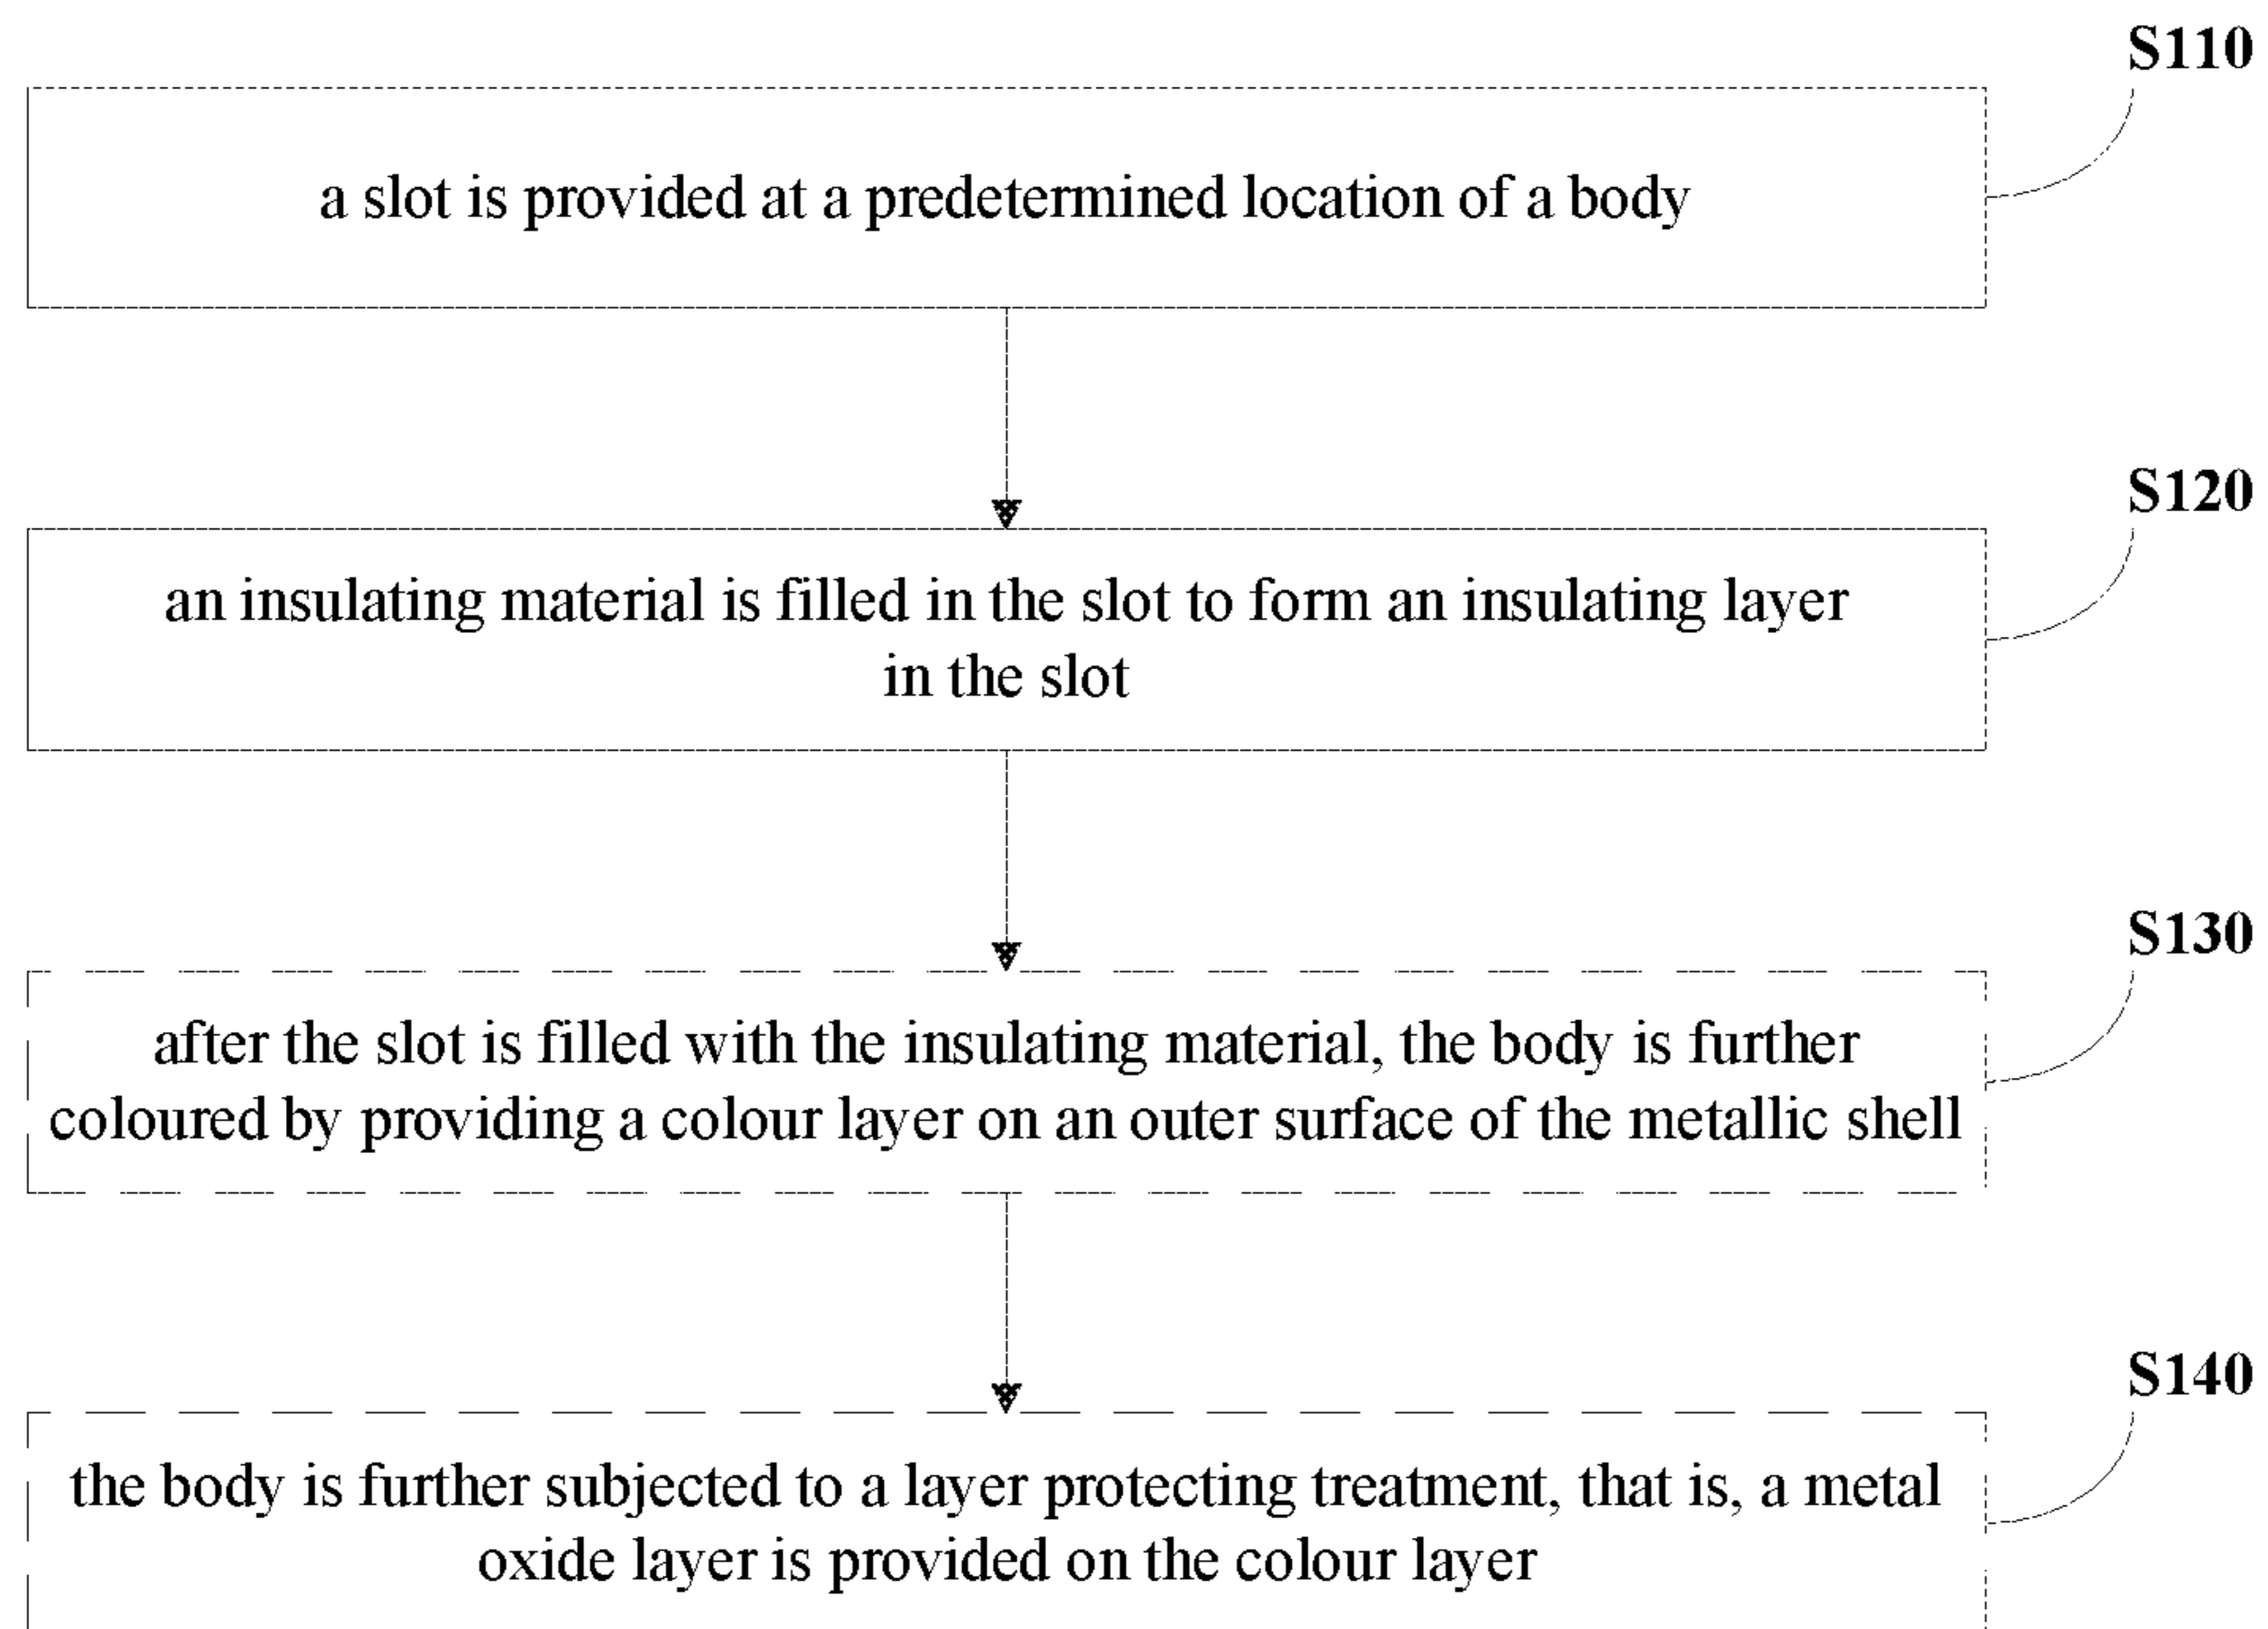 S110
a slot is provided at a predetermined location of a body
S120
an insulating material is filled in the slot to form an insulating layer
in the slot
S130
after the slot is filled with the insulating material, the body is further
coloured by providing a colour layer on an outer surface of the metallic shell
S140
the body is further subjected to a layer protecting treatment, that is, a metal
oxide layer is provided on the colour layer